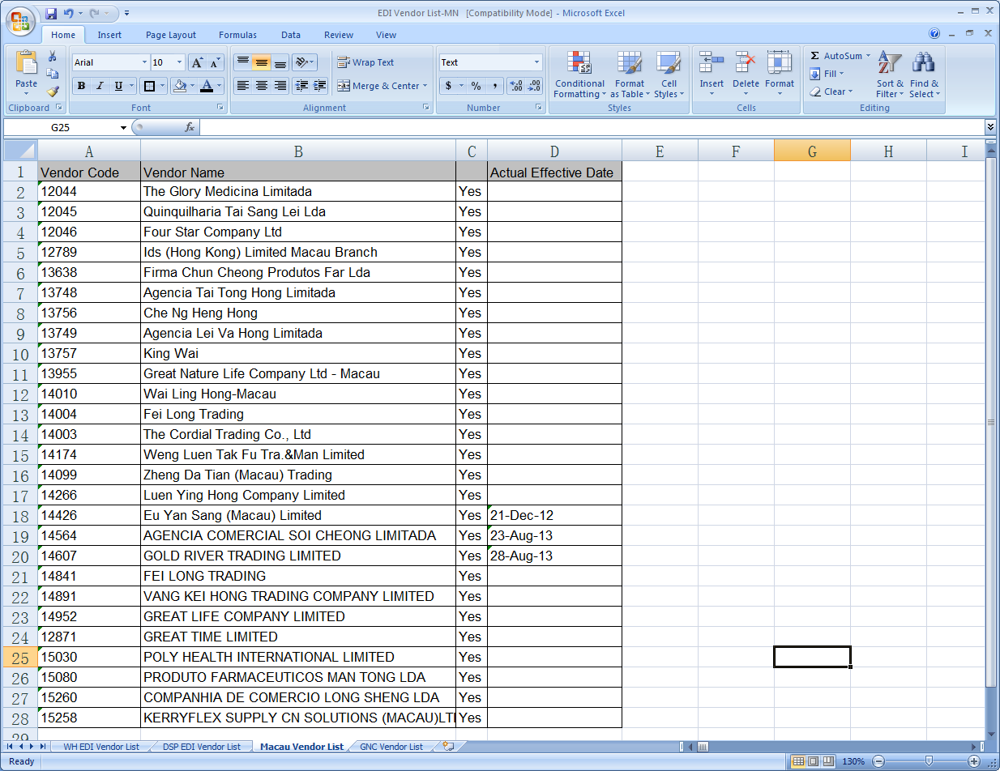 EDI Vendor List-MN [Compatibility Mode] - Microsoft Excel
Home Insert Page Layout Formulas Data Review View
Paste
Clipboard
Arial 10
B I U
Font
Wrap Text
Merge & Center
Alignment
Text
$ % ,
Number
Conditional Formatting
Format as Table
Cell Styles
Styles
Insert Delete Format
Cells
Σ AutoSum
Fill
Clear
Sort & Filter
Find & Select
Editing
G25 fx
A B C D E F G H I
1 Vendor Code Vendor Name Actual Effective Date
2 12044 The Glory Medicina Limitada Yes
3 12045 Quinquilharia Tai Sang Lei Lda Yes
4 12046 Four Star Company Ltd Yes
5 12789 Ids (Hong Kong) Limited Macau Branch Yes
6 13638 Firma Chun Cheong Produtos Far Lda Yes
7 13748 Agencia Tai Tong Hong Limitada Yes
8 13756 Che Ng Heng Hong Yes
9 13749 Agencia Lei Va Hong Limitada Yes
10 13757 King Wai Yes
11 13955 Great Nature Life Company Ltd - Macau Yes
12 14010 Wai Ling Hong-Macau Yes
13 14004 Fei Long Trading Yes
14 14003 The Cordial Trading Co., Ltd Yes
15 14174 Weng Luen Tak Fu Tra.&Man Limited Yes
16 14099 Zheng Da Tian (Macau) Trading Yes
17 14266 Luen Ying Hong Company Limited Yes
18 14426 Eu Yan Sang (Macau) Limited Yes 21-Dec-12
19 14564 AGENCIA COMERCIAL SOI CHEONG LIMITADA Yes 23-Aug-13
20 14607 GOLD RIVER TRADING LIMITED Yes 28-Aug-13
21 14841 FEI LONG TRADING Yes
22 14891 VANG KEI HONG TRADING COMPANY LIMITED Yes
23 14952 GREAT LIFE COMPANY LIMITED Yes
24 12871 GREAT TIME LIMITED Yes
25 15030 POLY HEALTH INTERNATIONAL LIMITED Yes
26 15080 PRODUTO FARMACEUTICOS MAN TONG LDA Yes
27 15260 COMPANHIA DE COMERCIO LONG SHENG LDA Yes
28 15258 KERRYFLEX SUPPLY CN SOLUTIONS (MACAU)LTI Yes
29
WH EDI Vendor List DSP EDI Vendor List Macau Vendor List GNC Vendor List
Ready 130%